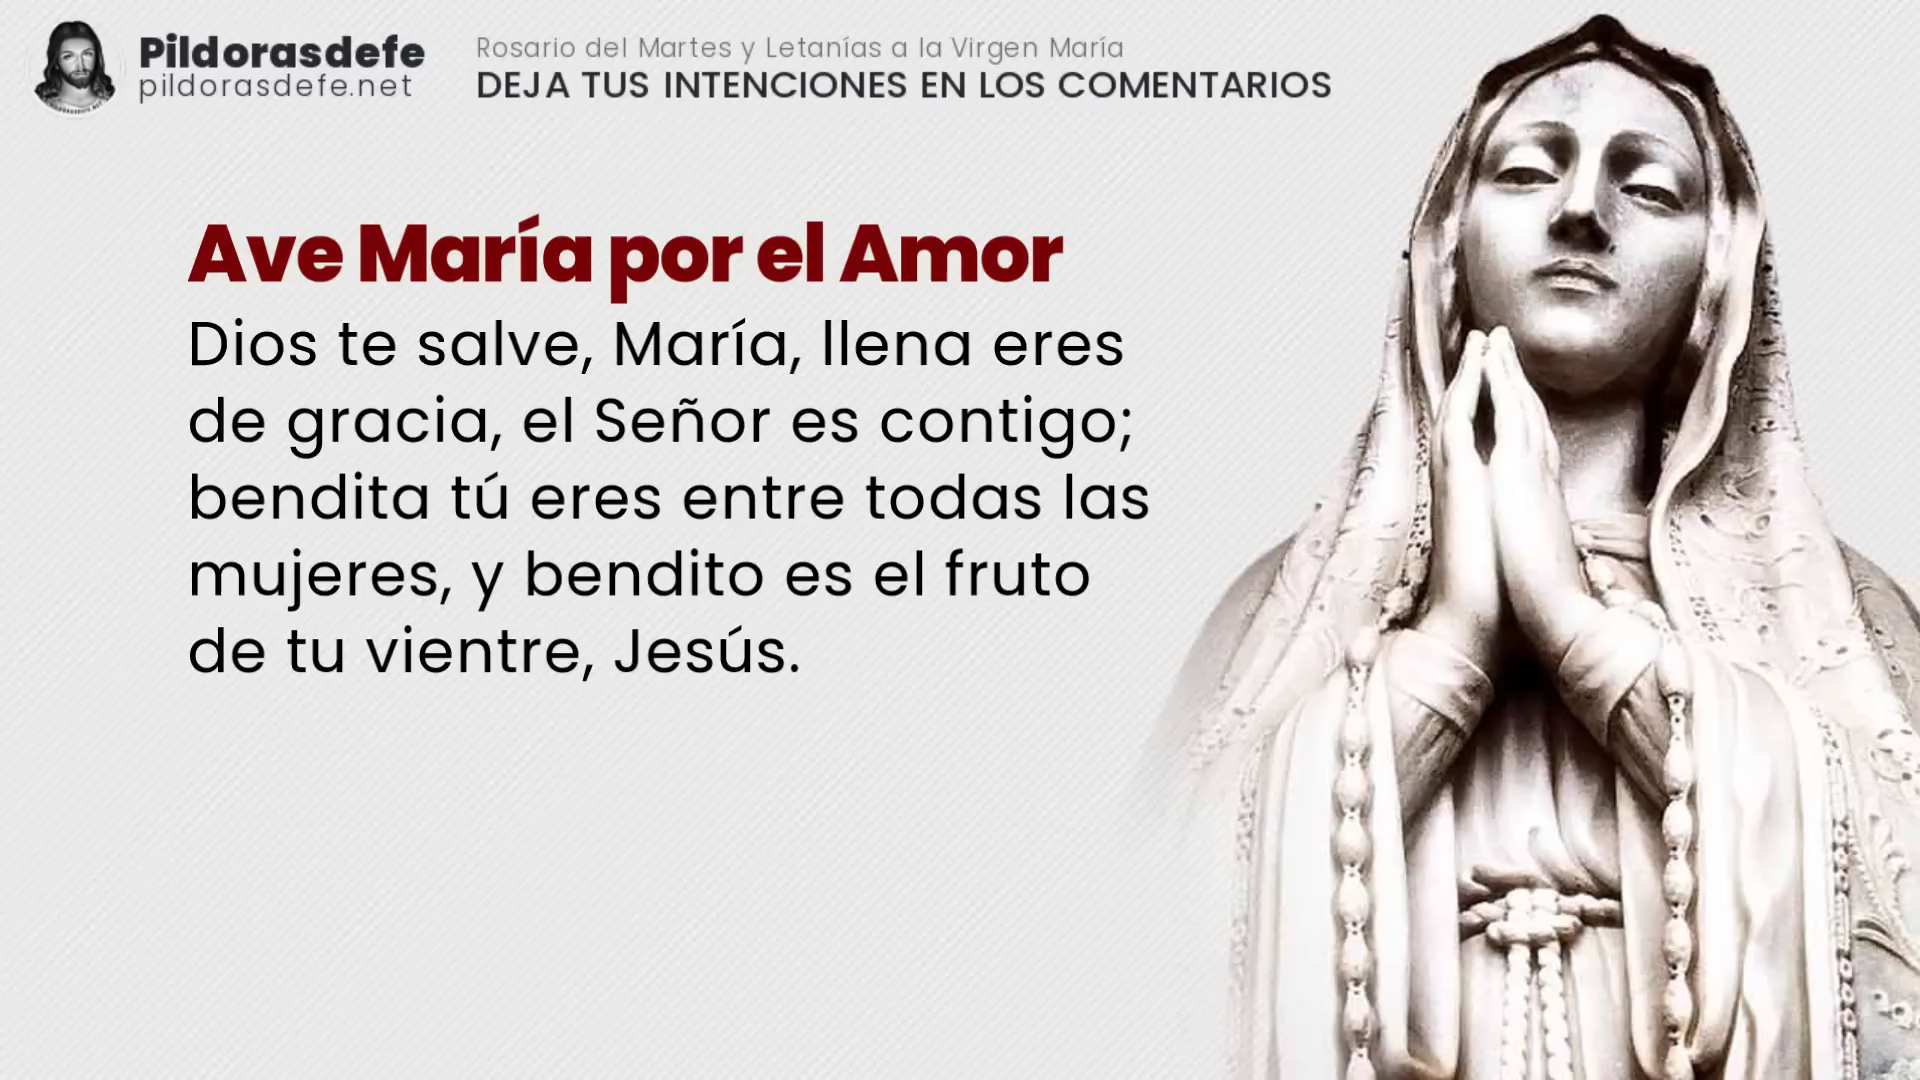 Pildorasdefe
pildorasdefe.net
Rosario del Martes y Letanías a la Virgen María
DEJA TUS INTENCIONES EN LOS COMENTARIOS
Ave María por el Amor
Dios te salve, María, llena eres
de gracia, el Señor es contigo;
bendita tú eres entre todas las
mujeres, y bendito es el fruto
de tu vientre, Jesús.